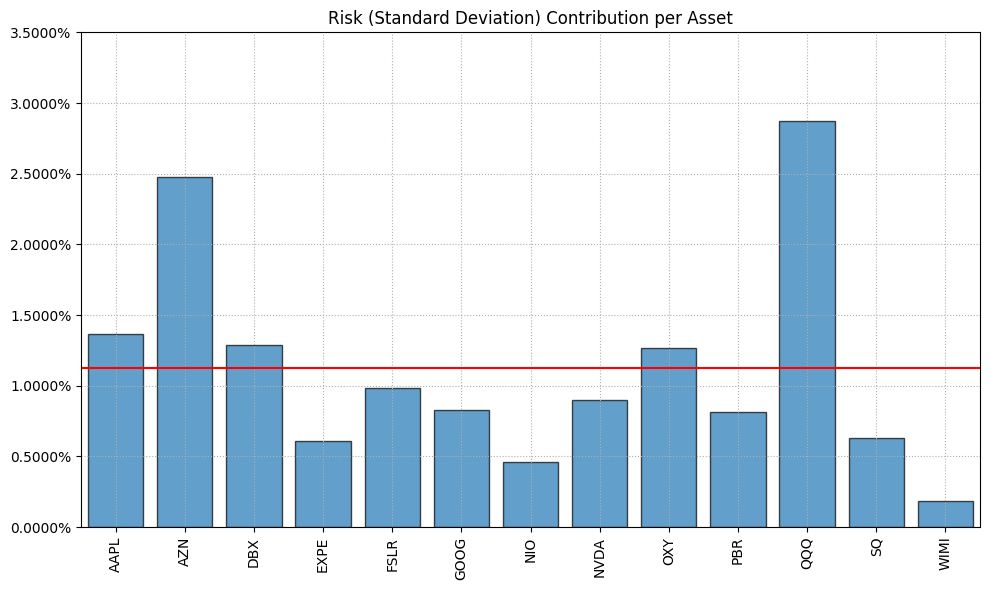 Risk (Standard Deviation) Contribution per Asset
3.5000%
3.0000%
2.5000%
2.0000%
1.5000%
1.0000%
0.5000%
0.0000%
AAPL
AZN
DBX
EXPE
FSLR
GOOG
NIO
NVDA
OXY
PBR
QQQ
SQ
WIMI